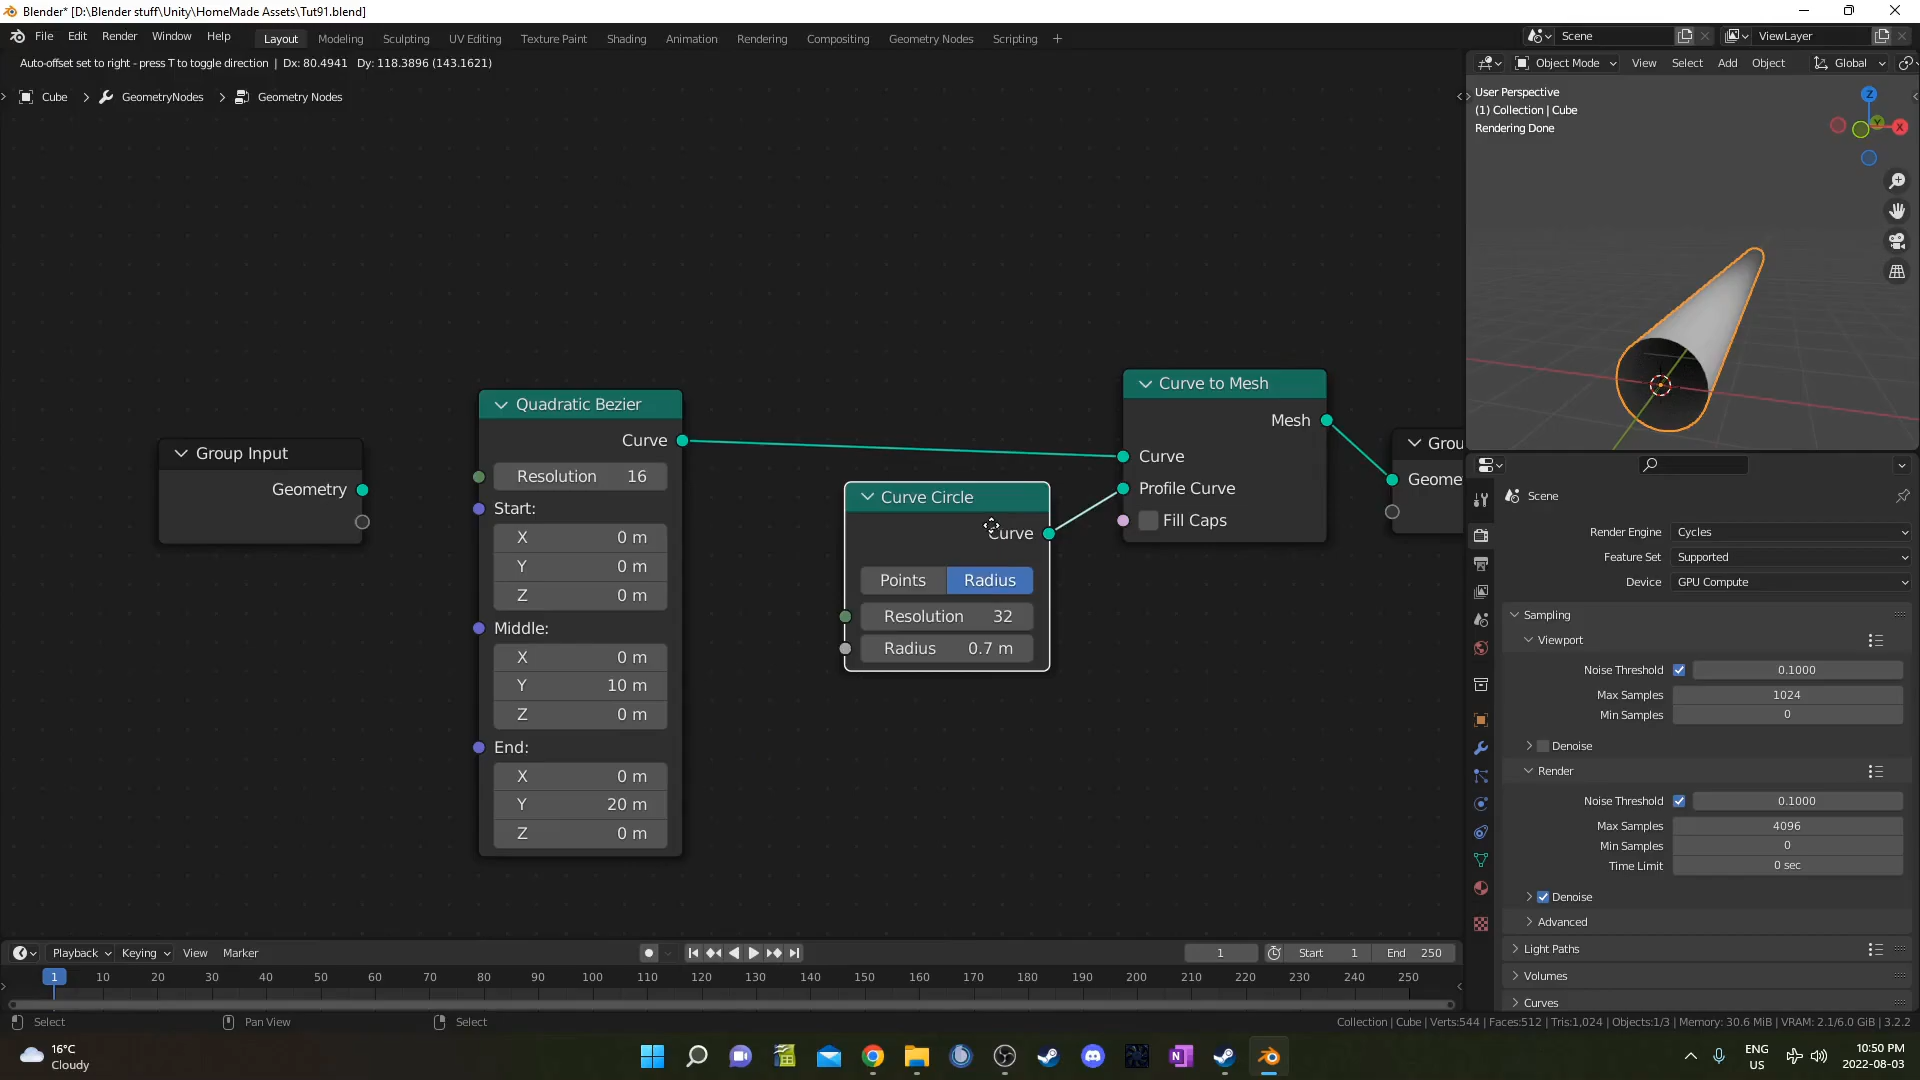 Blender* [D:\Blender stuff\Unity\HomeMade Assets\Tut91.blend]
File Edit Render Window Help
Layout Modeling Sculpting UV Editing Texture Paint Shading Animation Rendering Compositing Geometry Nodes Scripting +
Scene
ViewLayer
Auto-offset set to right - press T to toggle direction | Dx: 80.4941 Dy: 118.3896 (143.1621)
Object Mode View Select Add Object Global
Cube > GeometryNodes > Geometry Nodes
User Perspective
(1) Collection | Cube
Rendering Done
Z
Y
X
Group Input
Geometry
Quadratic Bezier
Curve
Resolution 16
Start:
X 0 m
Y 0 m
Z 0 m
Middle:
X 0 m
Y 10 m
Z 0 m
End:
X 0 m
Y 20 m
Z 0 m
Curve Circle
Curve
Points Radius
Resolution 32
Radius 0.7 m
Curve to Mesh
Mesh
Curve
Profile Curve
Fill Caps
Grou
Geome
Scene
Render Engine Cycles
Feature Set Supported
Device GPU Compute
Sampling
Viewport
Noise Threshold 0.1000
Max Samples 1024
Min Samples 0
Denoise
Render
Noise Threshold 0.1000
Max Samples 4096
Min Samples 0
Time Limit 0 sec
Denoise
Advanced
Light Paths
Volumes
Curves
Playback Keying View Marker
1 Start 1 End 250
1 10 20 30 40 50 60 70 80 90 100 110 120 130 140 150 160 170 180 190 200 210 220 230 240 250
Select Pan View Select
Collection | Cube | Verts:544 | Faces:512 | Tris:1,024 | Objects:1/3 | Memory: 30.6 MiB | VRAM: 2.1/6.0 GiB | 3.2.2
16°C
Cloudy
ENG
US
10:50 PM
2022-08-03